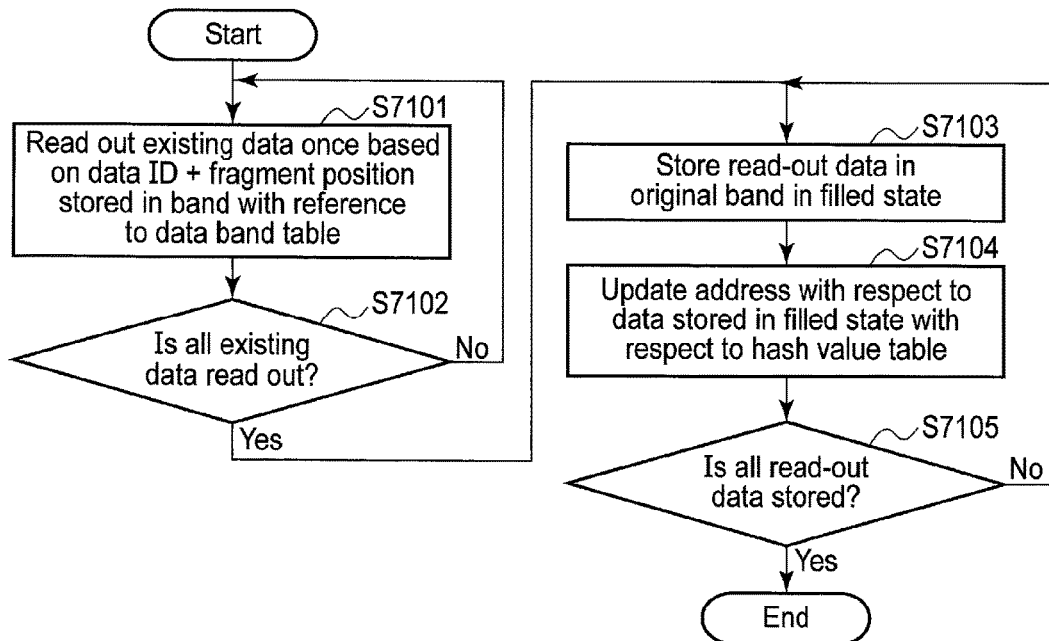 Start
S7101
Read out existing data once based
on data ID + fragment position
stored in band with reference
to data band table
S7102
Is all existing
data read out?
No
Yes
S7103
Store read-out data in
original band in filled state
S7104
Update address with respect to
data stored in filled state with
respect to hash value table
S7105
Is all read-out
data stored?
No
Yes
End